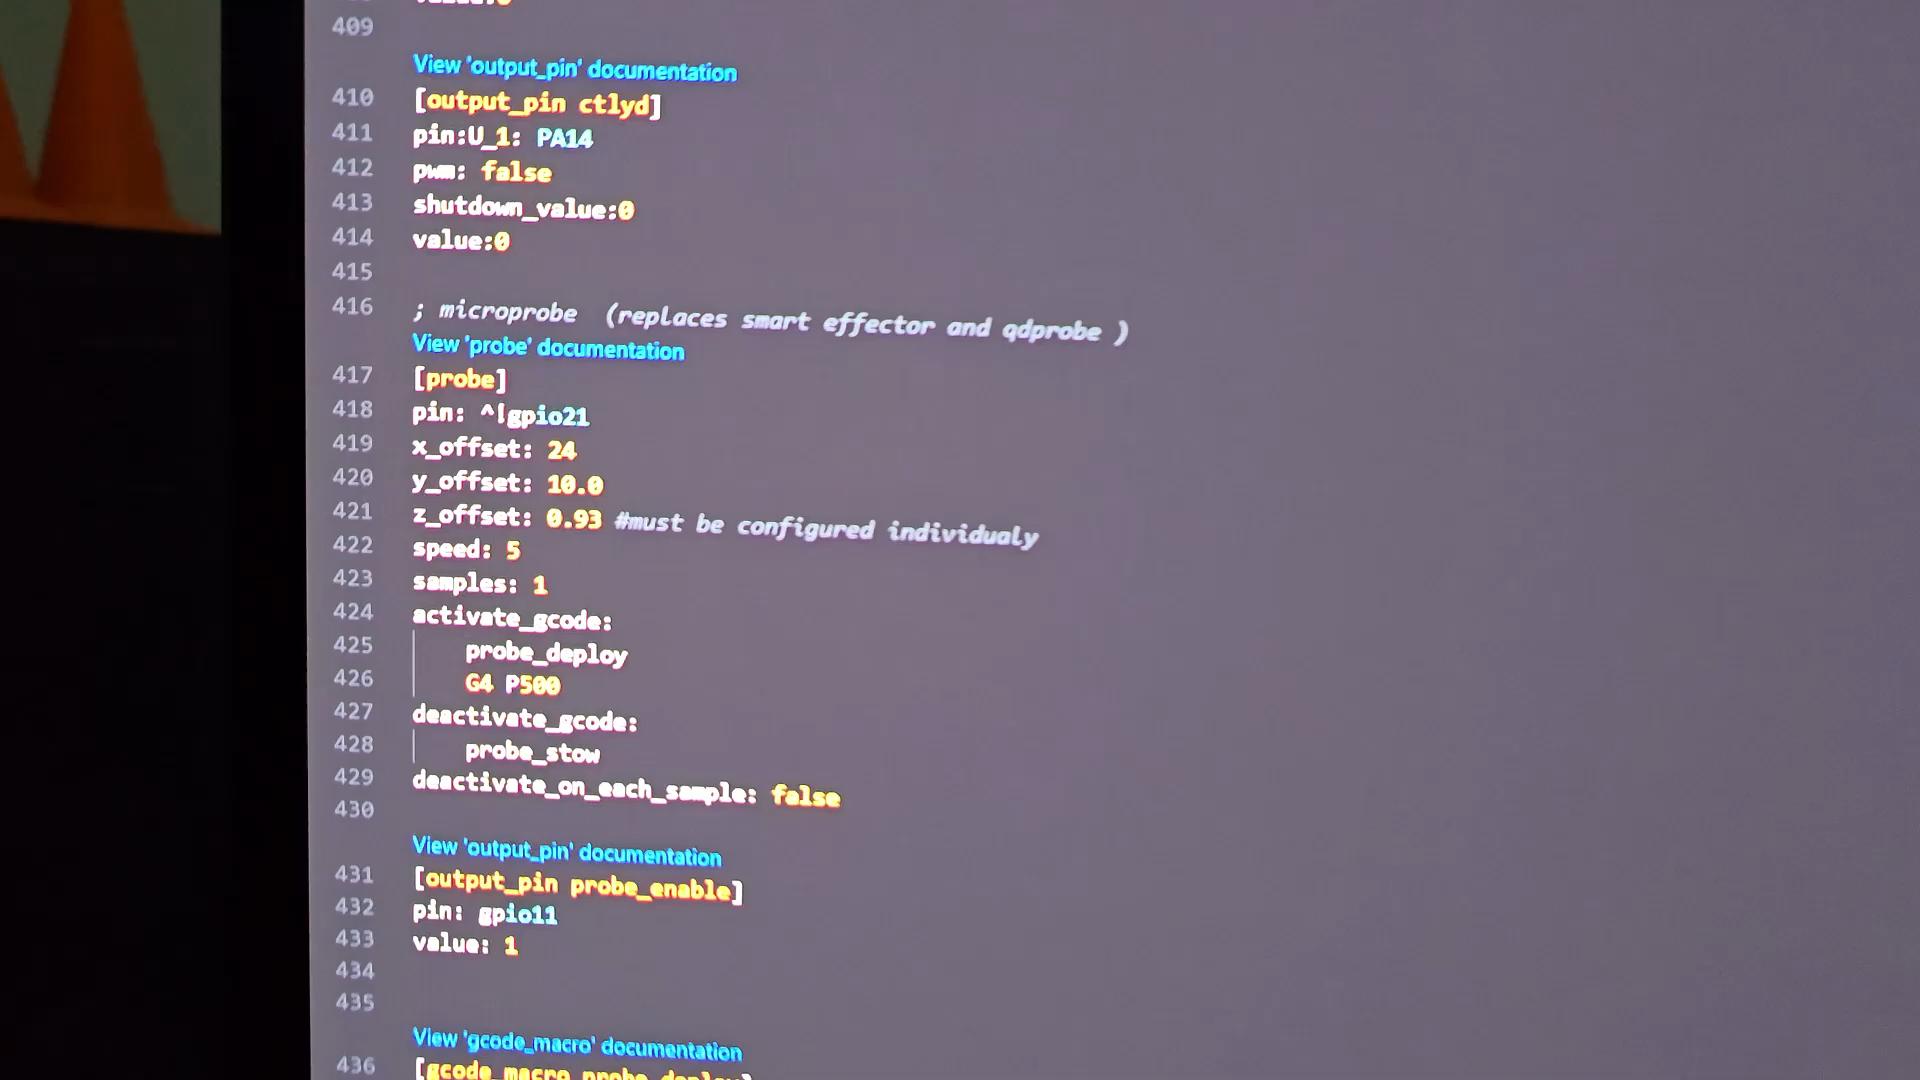 409
View 'output_pin' documentation
410 [output_pin ctlyd]
411 pin:U_1: PA14
412 pwm: false
413 shutdown_value:0
414 value:0
415
416 ; microprobe  (replaces smart effector and qdprobe )
View 'probe' documentation
417 [probe]
418 pin: ^!gpio21
419 x_offset: 24
420 y_offset: 10.0
421 z_offset: 0.93 #must be configured individualy
422 speed: 5
423 samples: 1
424 activate_gcode:
425     probe_deploy
426     G4 P500
427 deactivate_gcode:
428     probe_stow
429 deactivate_on_each_sample: false
430
View 'output_pin' documentation
431 [output_pin probe_enable]
432 pin: gpio11
433 value: 1
434
435
View 'gcode_macro' documentation
436 [gcode_macro probe_deploy]